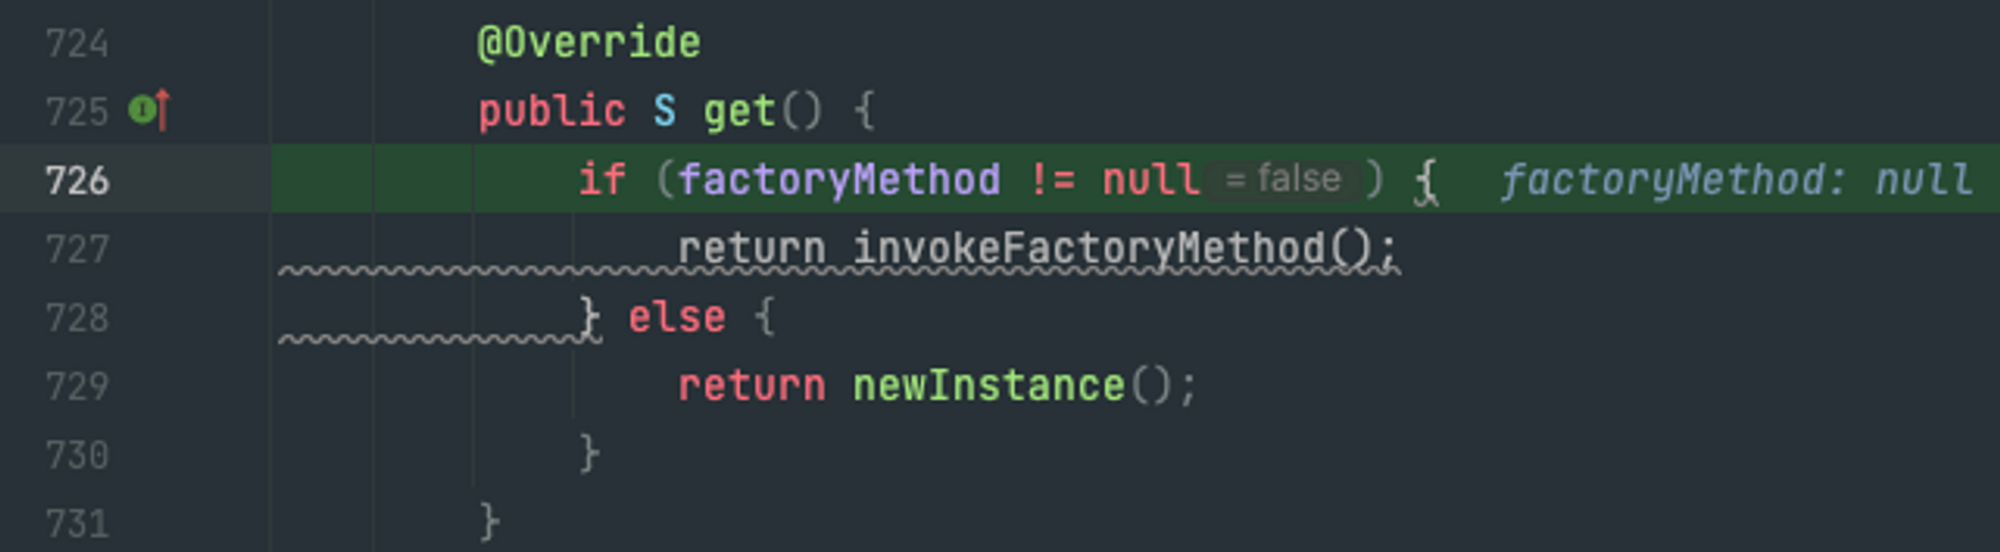 724 @Override
725 public S get() {
726 if (factoryMethod != null = false ) { factoryMethod: null
727 return invokeFactoryMethod();
728 } else {
729 return newInstance();
730 }
731 }